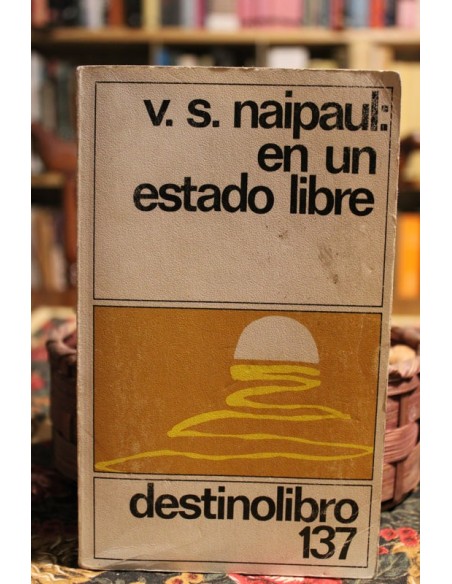 v. s. naipaul:
en un
estado libre
destinolibro
137